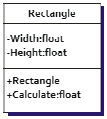 Rectangle
-Width:float
-Height:float
+Rectangle
+Calculate:float